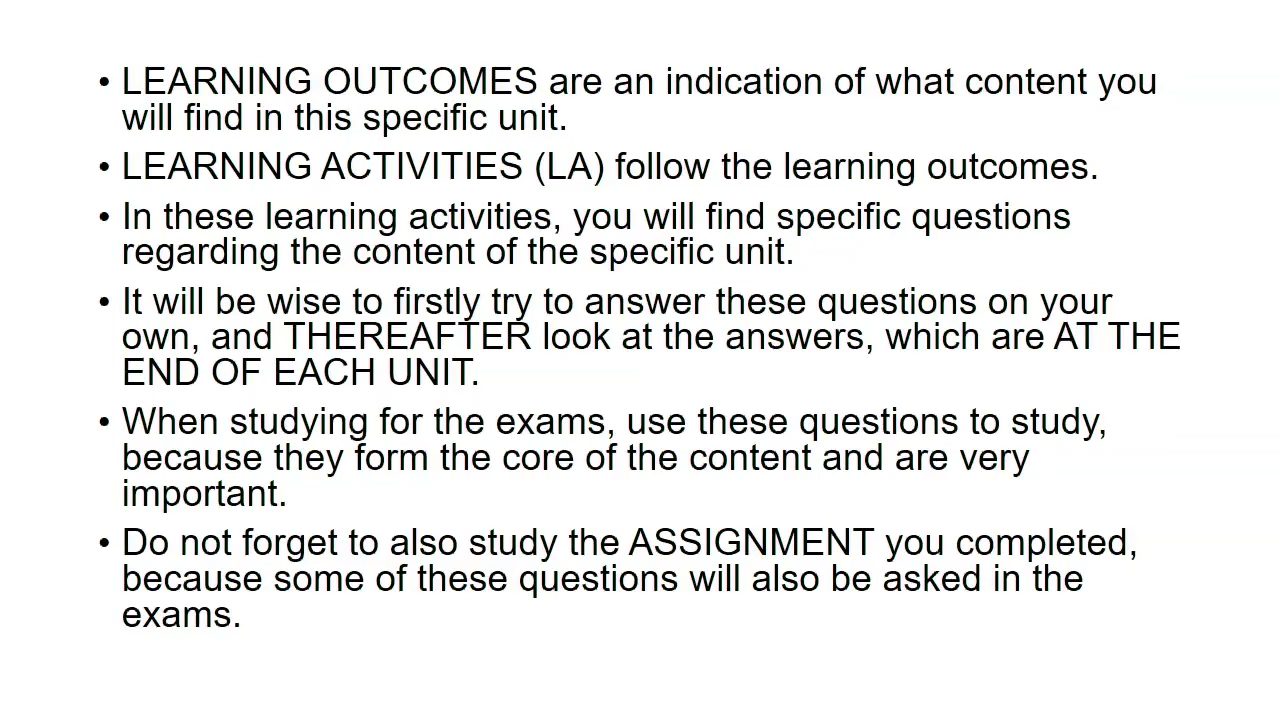 • LEARNING OUTCOMES are an indication of what content you
will find in this specific unit.
• LEARNING ACTIVITIES (LA) follow the learning outcomes.
• In these learning activities, you will find specific questions
regarding the content of the specific unit.
• It will be wise to firstly try to answer these questions on your
own, and THEREAFTER look at the answers, which are AT THE
END OF EACH UNIT.
• When studying for the exams, use these questions to study,
because they form the core of the content and are very
important.
• Do not forget to also study the ASSIGNMENT you completed,
because some of these questions will also be asked in the
exams.